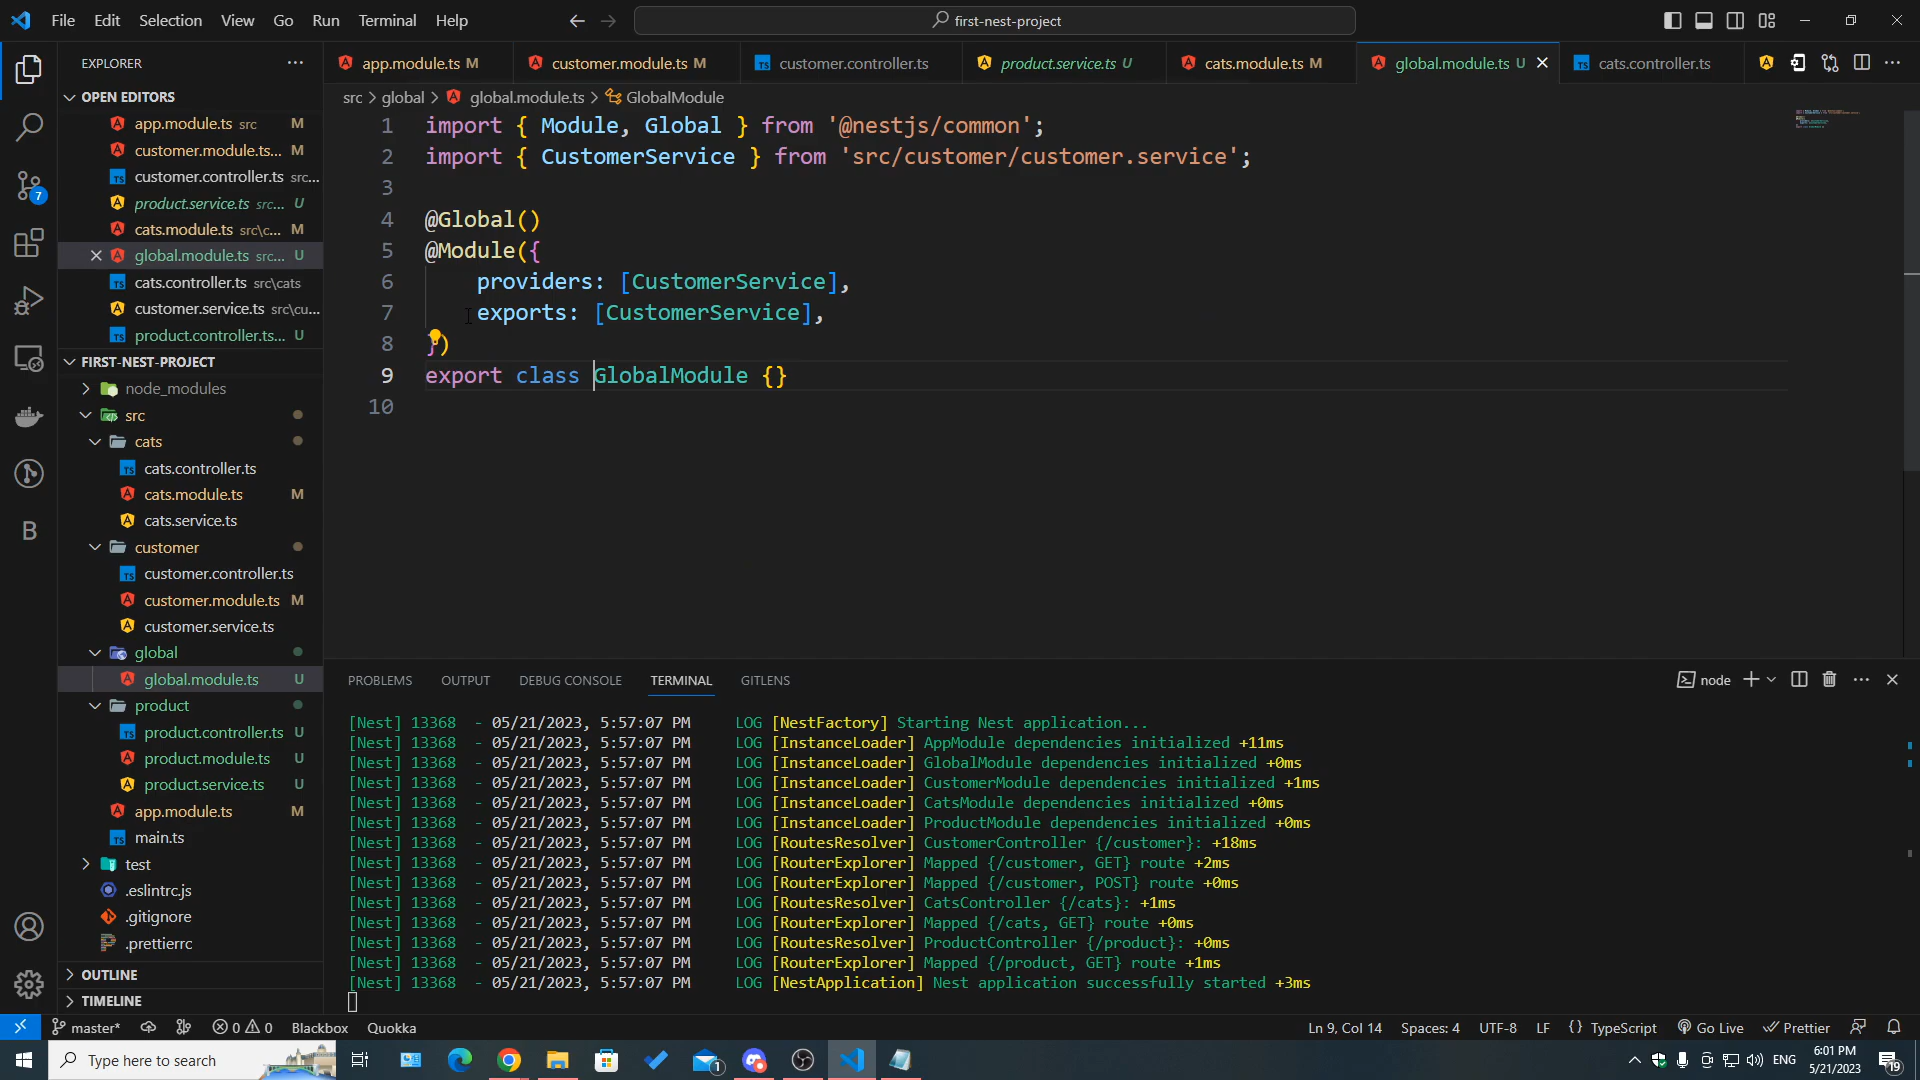 File Edit Selection View Go Run Terminal Help
first-nest-project
EXPLORER
app.module.ts M
customer.module.ts M
customer.controller.ts
product.service.ts U
cats.module.ts M
global.module.ts U
cats.controller.ts
OPEN EDITORS
app.module.ts src M
customer.module.ts... M
customer.controller.ts src...
product.service.ts src... U
cats.module.ts src\c... M
global.module.ts src... U
cats.controller.ts src\cats
customer.service.ts src\cu...
product.controller.ts... U
FIRST-NEST-PROJECT
node_modules
src
cats
cats.controller.ts
cats.module.ts M
cats.service.ts
customer
customer.controller.ts
customer.module.ts M
customer.service.ts
global
global.module.ts U
product
product.controller.ts U
product.module.ts U
product.service.ts U
app.module.ts M
main.ts
test
.eslintrc.js
.gitignore
.prettierrc
OUTLINE
TIMELINE
7
B
src > global > global.module.ts > GlobalModule
1 import { Module, Global } from '@nestjs/common';
2 import { CustomerService } from 'src/customer/customer.service';
3
4 @Global()
5 @Module({
6 providers: [CustomerService],
7 exports: [CustomerService],
8 })
9 export class GlobalModule {}
10
PROBLEMS OUTPUT DEBUG CONSOLE TERMINAL GITLENS
node
[Nest] 13368 - 05/21/2023, 5:57:07 PM LOG [NestFactory] Starting Nest application...
[Nest] 13368 - 05/21/2023, 5:57:07 PM LOG [InstanceLoader] AppModule dependencies initialized +11ms
[Nest] 13368 - 05/21/2023, 5:57:07 PM LOG [InstanceLoader] GlobalModule dependencies initialized +0ms
[Nest] 13368 - 05/21/2023, 5:57:07 PM LOG [InstanceLoader] CustomerModule dependencies initialized +1ms
[Nest] 13368 - 05/21/2023, 5:57:07 PM LOG [InstanceLoader] CatsModule dependencies initialized +0ms
[Nest] 13368 - 05/21/2023, 5:57:07 PM LOG [InstanceLoader] ProductModule dependencies initialized +0ms
[Nest] 13368 - 05/21/2023, 5:57:07 PM LOG [RoutesResolver] CustomerController {/customer}: +18ms
[Nest] 13368 - 05/21/2023, 5:57:07 PM LOG [RouterExplorer] Mapped {/customer, GET} route +2ms
[Nest] 13368 - 05/21/2023, 5:57:07 PM LOG [RouterExplorer] Mapped {/customer, POST} route +0ms
[Nest] 13368 - 05/21/2023, 5:57:07 PM LOG [RoutesResolver] CatsController {/cats}: +1ms
[Nest] 13368 - 05/21/2023, 5:57:07 PM LOG [RouterExplorer] Mapped {/cats, GET} route +0ms
[Nest] 13368 - 05/21/2023, 5:57:07 PM LOG [RoutesResolver] ProductController {/product}: +0ms
[Nest] 13368 - 05/21/2023, 5:57:07 PM LOG [RouterExplorer] Mapped {/product, GET} route +1ms
[Nest] 13368 - 05/21/2023, 5:57:07 PM LOG [NestApplication] Nest application successfully started +3ms
master* 0 0 Blackbox Quokka
Ln 9, Col 14 Spaces: 4 UTF-8 LF {} TypeScript Go Live Prettier
Type here to search
1
ENG
6:01 PM
5/21/2023
19